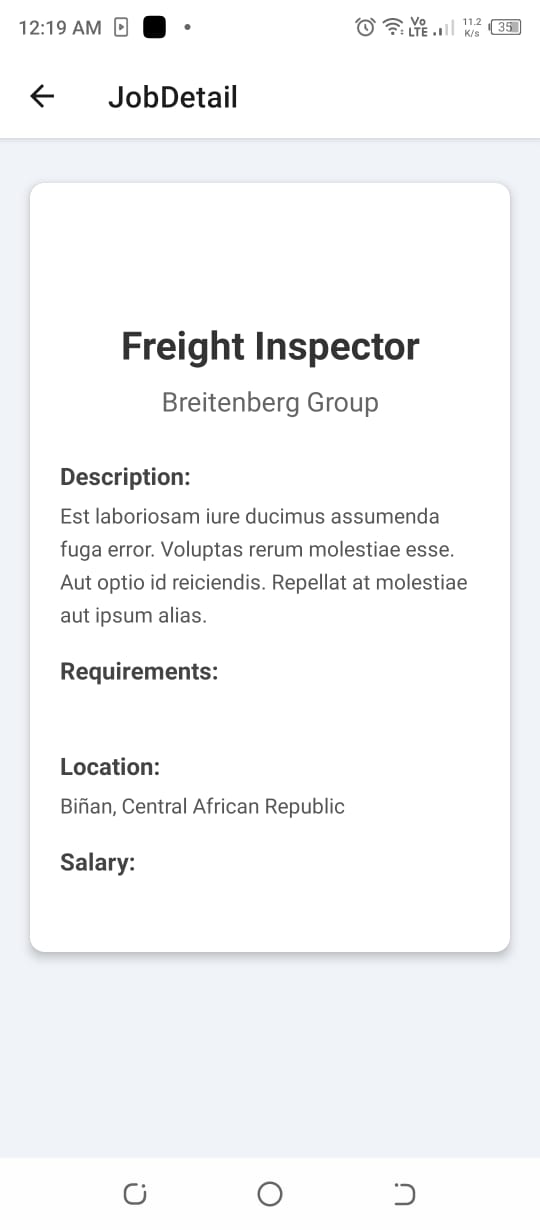 12:19 AM
Vo
LTE
11.2
K/s
35
JobDetail
Freight Inspector
Breitenberg Group
Description:
Est laboriosam iure ducimus assumenda
fuga error. Voluptas rerum molestiae esse.
Aut optio id reiciendis. Repellat at molestiae
aut ipsum alias.
Requirements:
Location:
Biñan, Central African Republic
Salary: